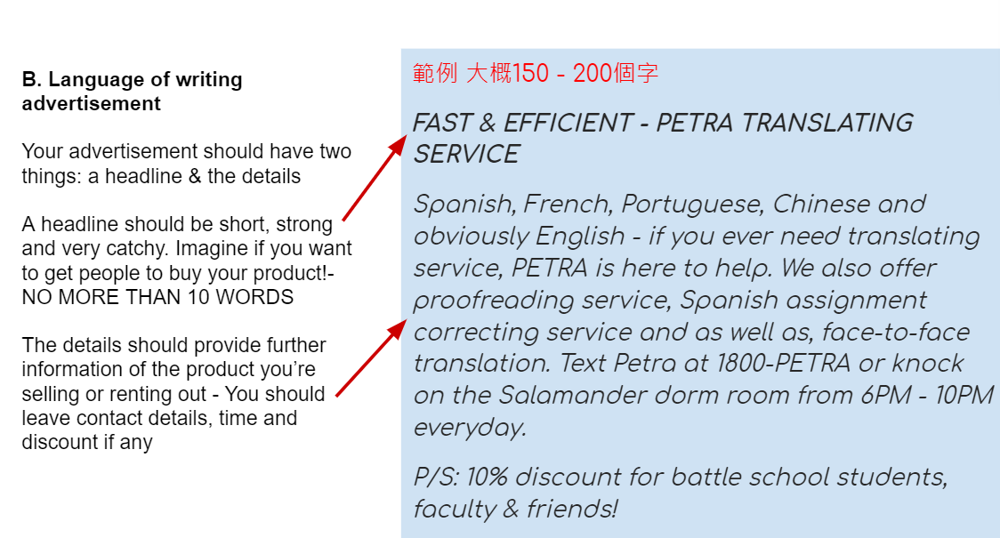 B. Language of writing
advertisement
Your advertisement should have two
things: a headline & the details
A headline should be short, strong
and very catchy. Imagine if you want
to get people to buy your product!-
NO MORE THAN 10 WORDS
The details should provide further
information of the product you’re
selling or renting out - You should
leave contact details, time and
discount if any
範例 大概150 - 200個字
FAST & EFFICIENT - PETRA TRANSLATING
SERVICE
Spanish, French, Portuguese, Chinese and
obviously English - if you ever need translating
service, PETRA is here to help. We also offer
proofreading service, Spanish assignment
correcting service and as well as, face-to-face
translation. Text Petra at 1800-PETRA or knock
on the Salamander dorm room from 6PM - 10PM
everyday.
P/S: 10% discount for battle school students,
faculty & friends!